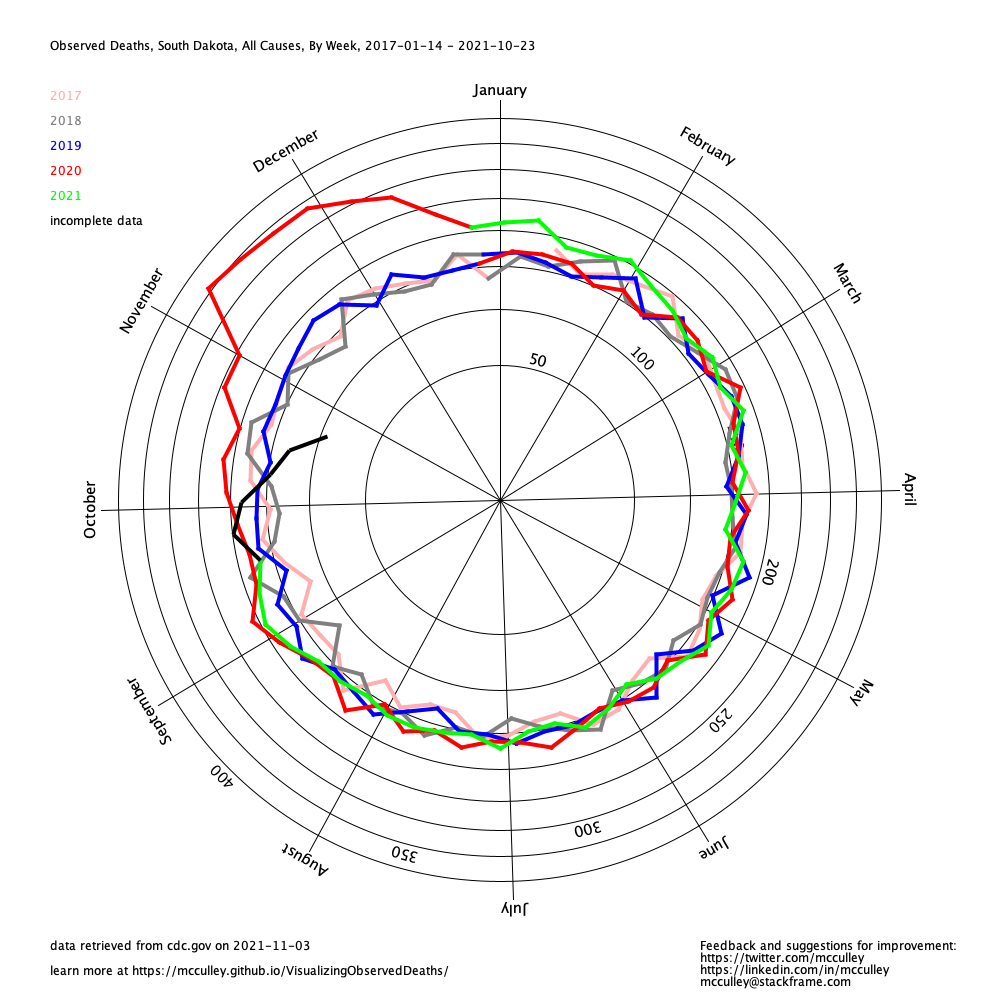 Observed Deaths, South Dakota, All Causes, By Week, 2017-01-14 - 2021-10-23
2017
2018
2019
2020
2021
incomplete data
January
February
March
April
May
June
July
August
September
October
November
December
50
100
200
250
300
350
400
data retrieved from cdc.gov on 2021-11-03
learn more at https://mcculley.github.io/VisualizingObservedDeaths/
Feedback and suggestions for improvement:
https://twitter.com/mcculley
https://linkedin.com/in/mcculley
mcculley@stackframe.com